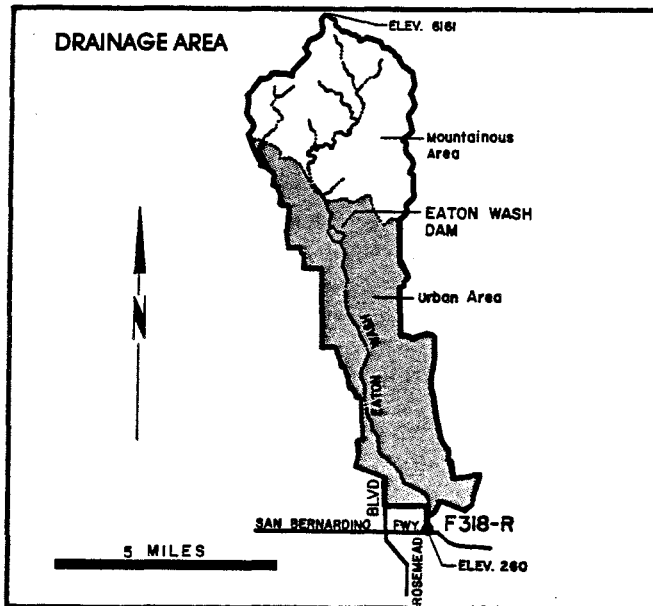 DRAINAGE AREA
ELEV. 6161
Mountainous
Area
EATON WASH
DAM
N
Urban Area
EATON WASH
BLVD
SAN BERNARDINO FWY
F318-R
5 MILES
ROSEMEAD
ELEV. 260